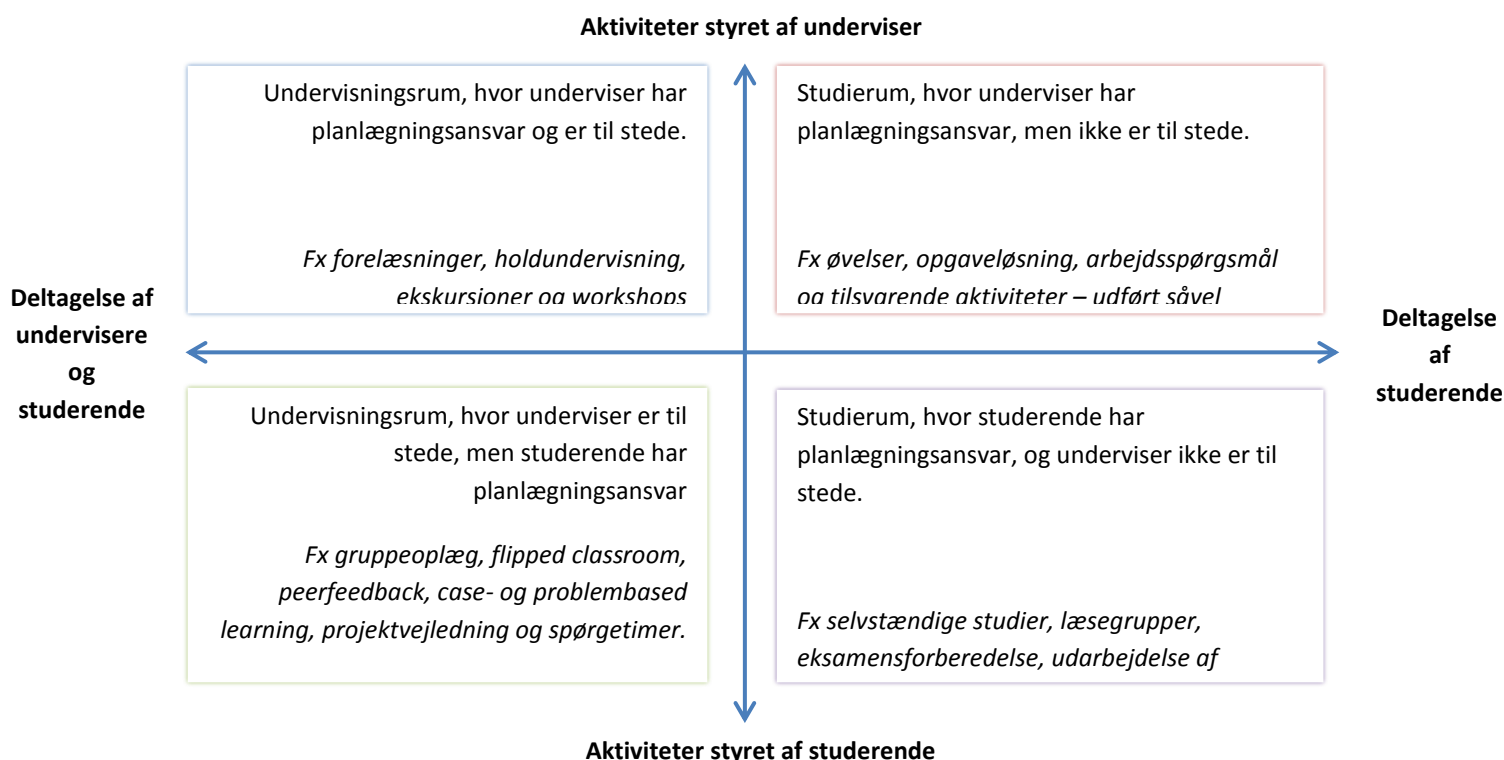 Aktiviteter styret af underviser
Undervisningsrum, hvor underviser har
planlægningsansvar og er til stede.
Fx forelæsninger, holdundervisning,
ekskursioner og workshops
Studierum, hvor underviser har
planlægningsansvar, men ikke er til stede.
Fx øvelser, opgaveløsning, arbejdsspørgsmål
og tilsvarende aktiviteter – udført såvel
Deltagelse af
undervisere
og
studerende
Deltagelse
af
studerende
Undervisningsrum, hvor underviser er til
stede, men studerende har
planlægningsansvar
Fx gruppeoplæg, flipped classroom,
peerfeedback, case- og problembased
learning, projektvejledning og spørgetimer.
Studierum, hvor studerende har
planlægningsansvar, og underviser ikke er til
stede.
Fx selvstændige studier, læsegrupper,
eksamensforberedelse, udarbejdelse af
Aktiviteter styret af studerende